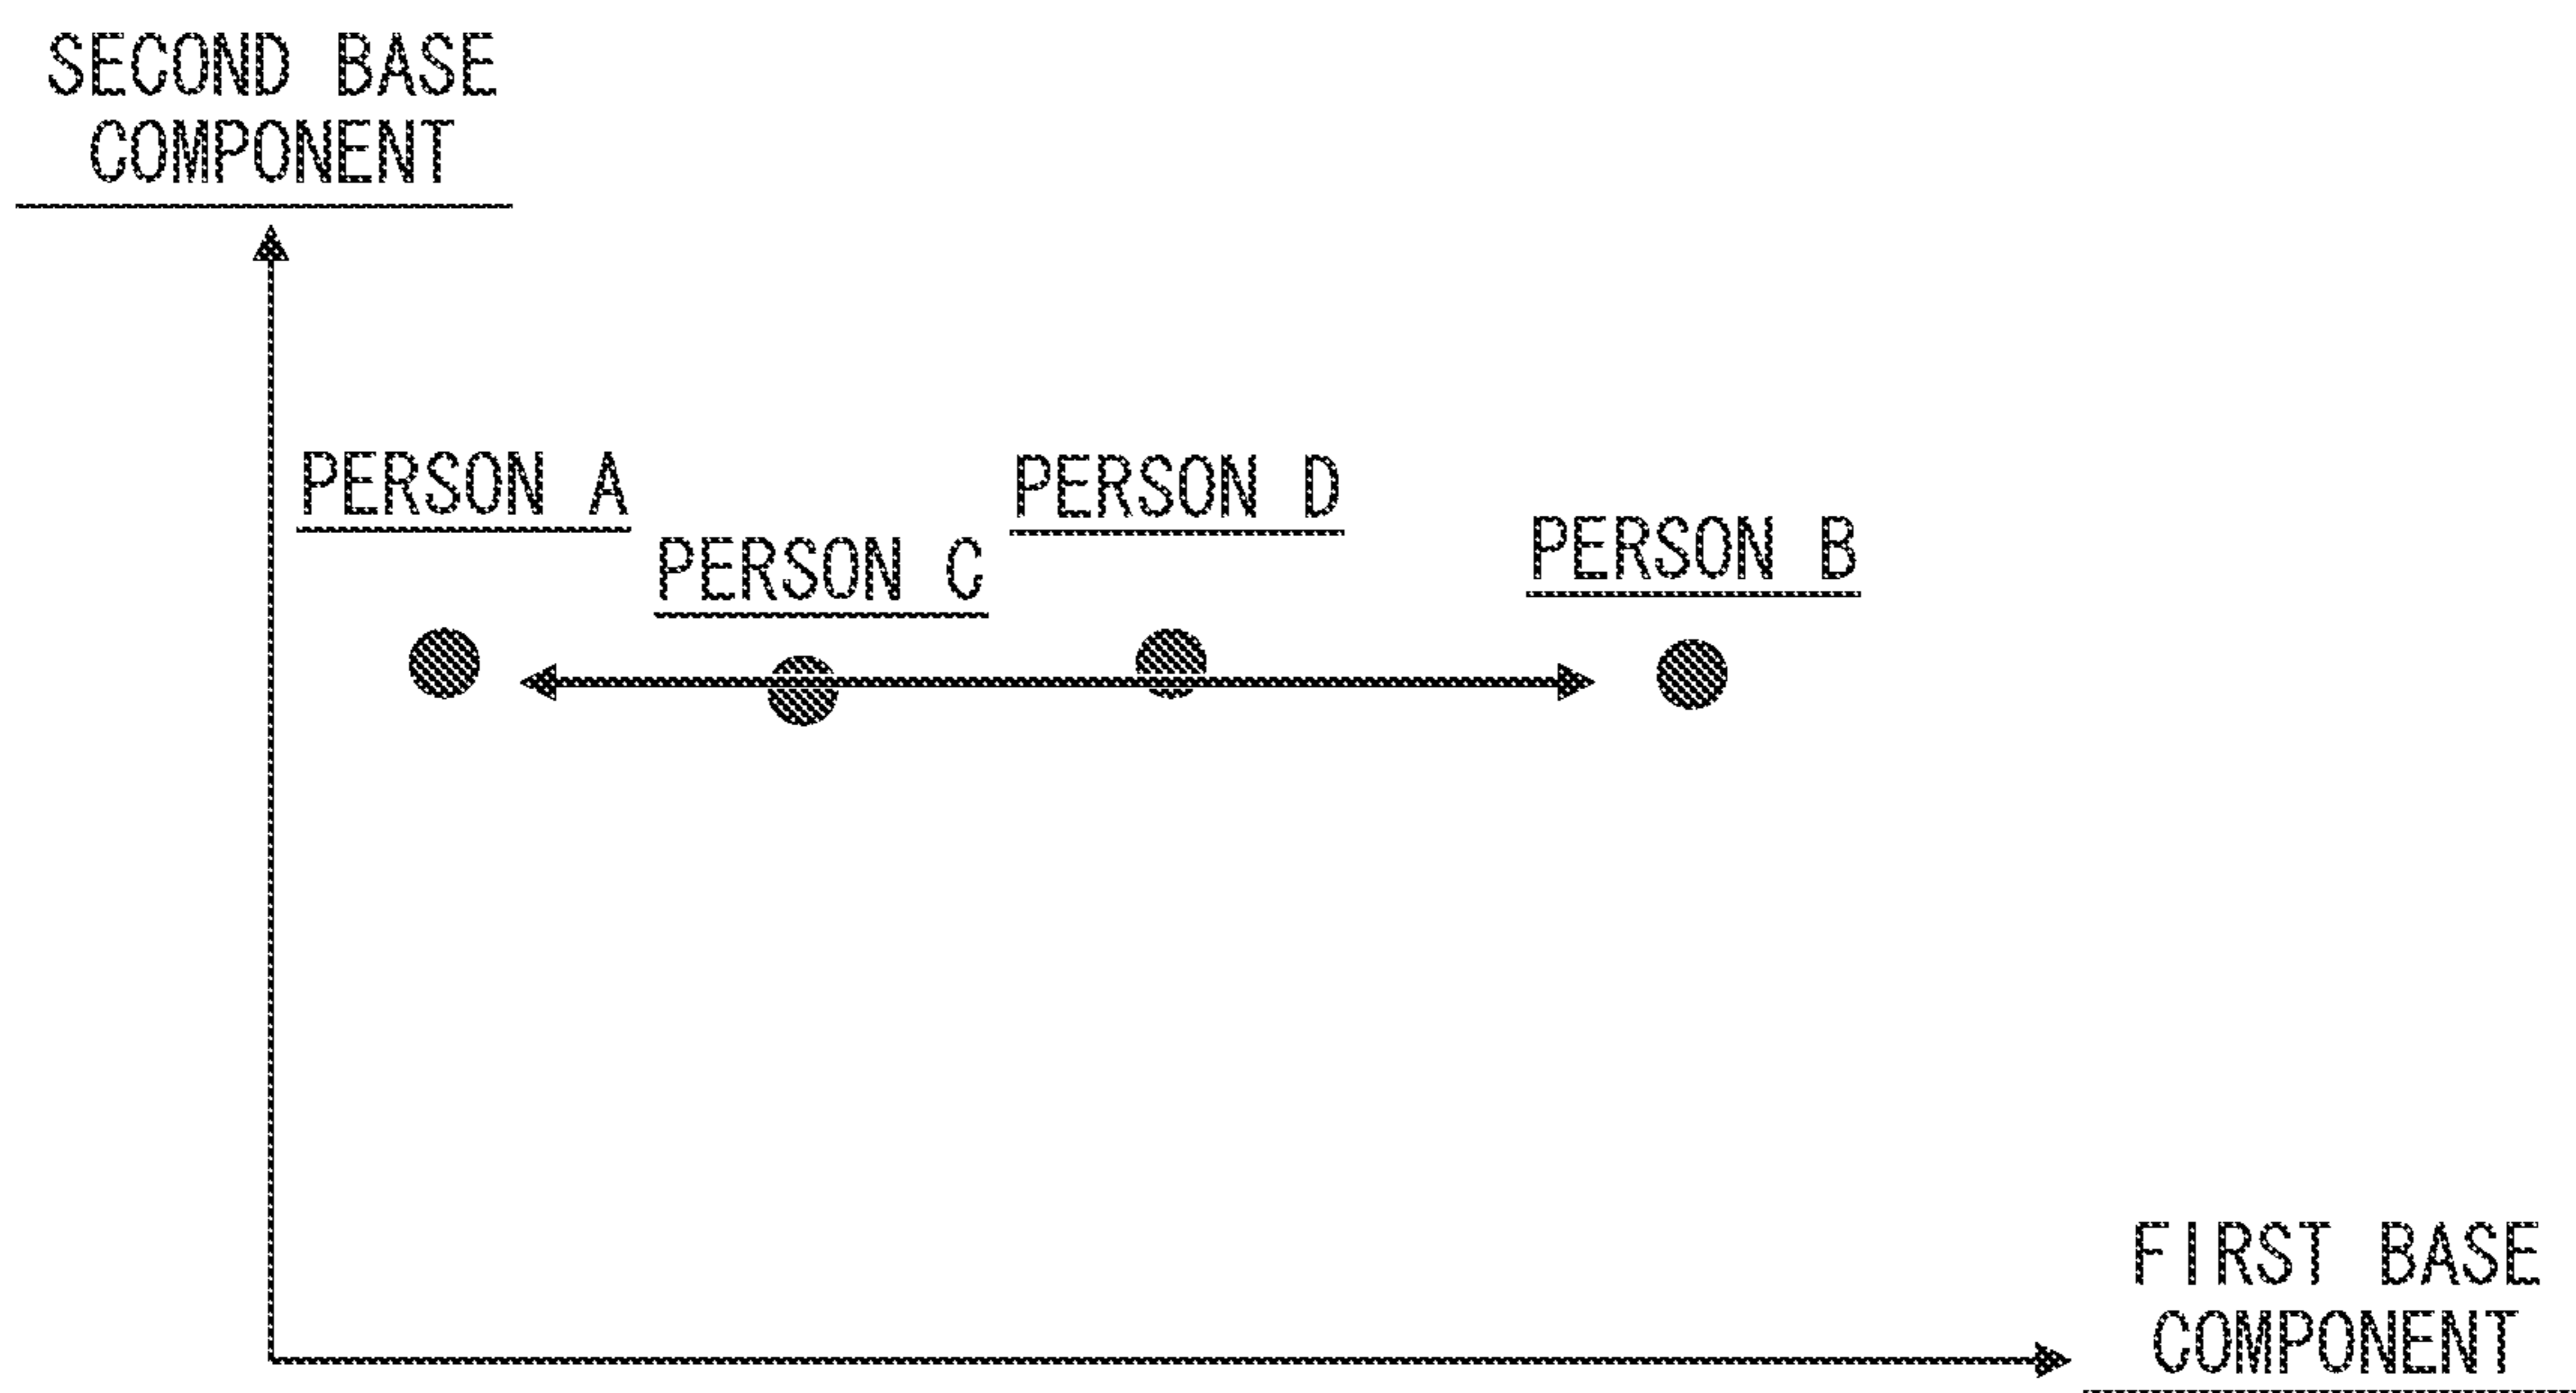 SECOND BASE
COMPONENT
PERSON A
PERSON D
PERSON C
PERSON B
FIRST BASE
COMPONENT